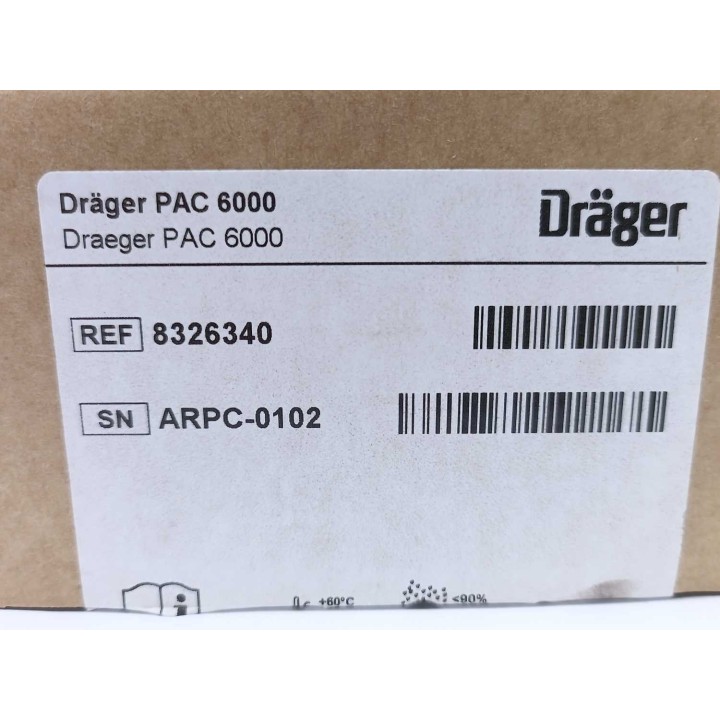 Dräger PAC 6000
Draeger PAC 6000
Dräger
REF 8326340
SN ARPC-0102
+60°C
<90%